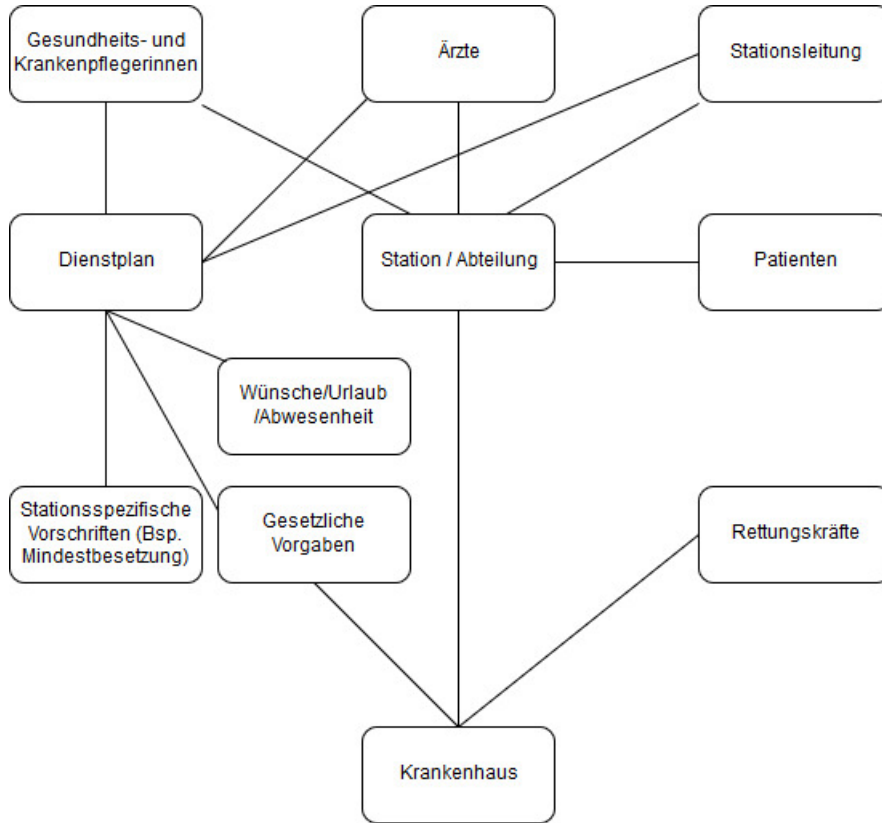 Gesundheits- und
Krankenpflegerinnen
Ärzte
Stationsleitung
Dienstplan
Station / Abteilung
Patienten
Wünsche/Urlaub
/Abwesenheit
Stationsspezifische
Vorschriften (Bsp.
Mindestbesetzung)
Gesetzliche
Vorgaben
Rettungskräfte
Krankenhaus